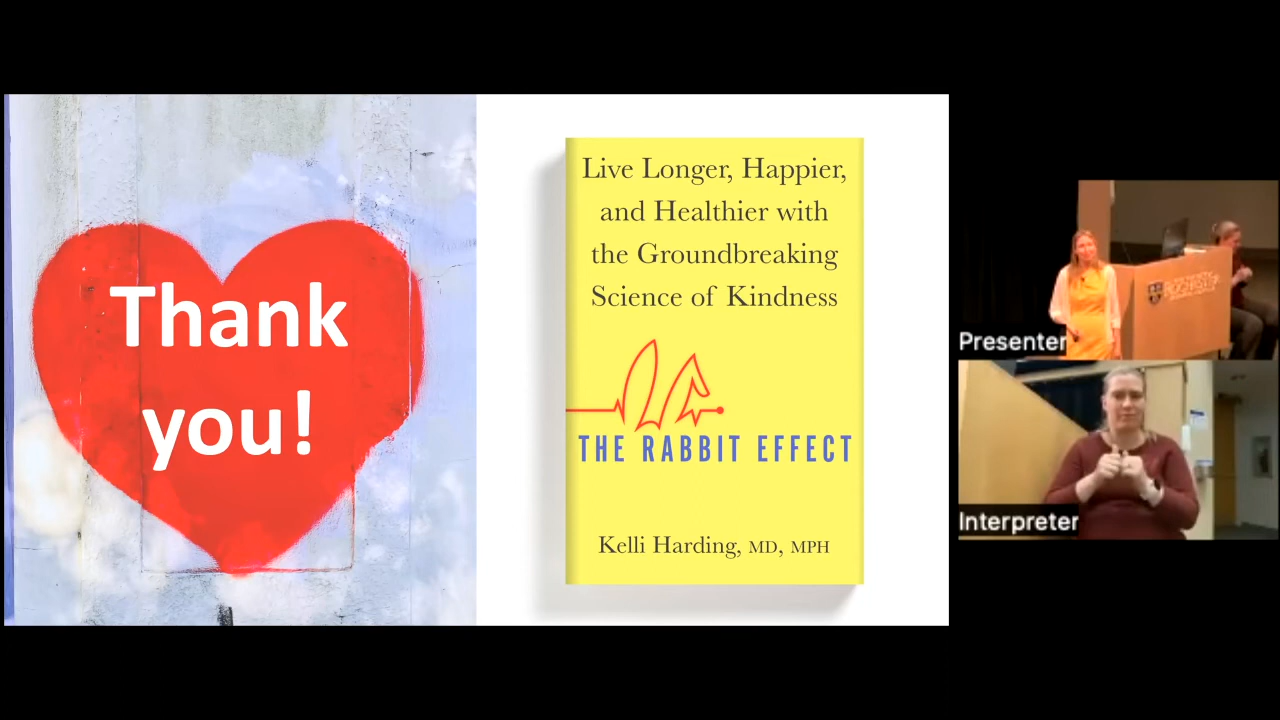 Thank
you!
Live Longer, Happier,
and Healthier with
the Groundbreaking
Science of Kindness
THE RABBIT EFFECT
Kelli Harding, MD, MPH
Presenter
Interpreter